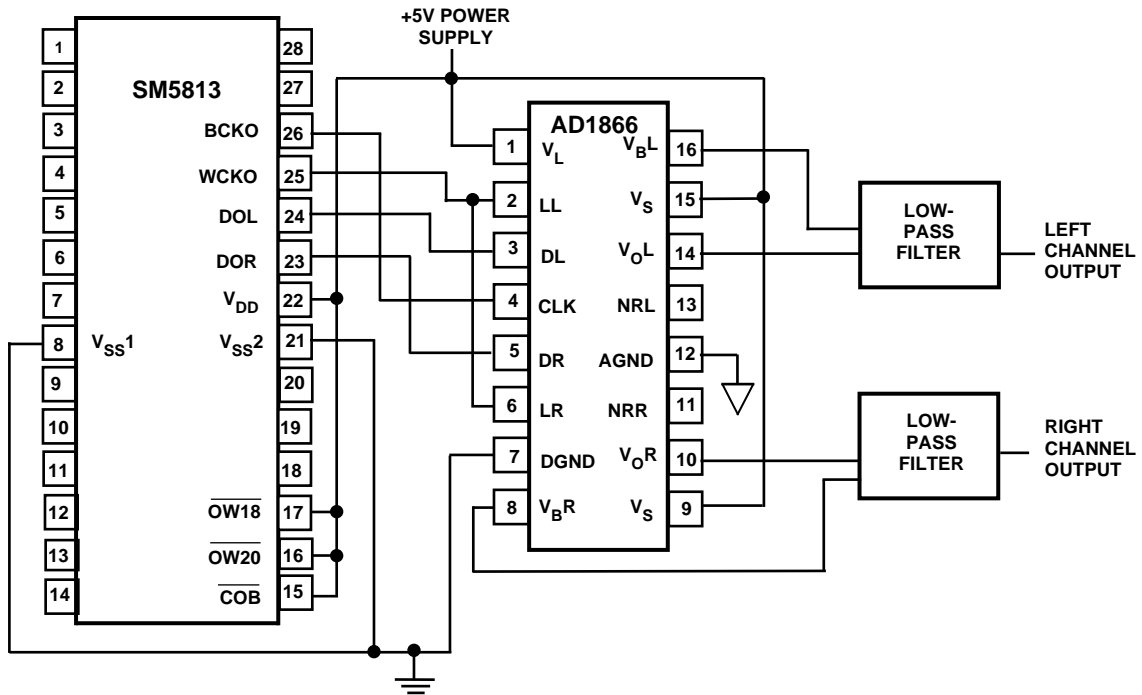 +5V POWER
SUPPLY
SM5813
1
2
3
4
5
6
7
8 VSS1
9
10
11
12
13
14
28
27
BCKO 26
WCKO 25
DOL 24
DOR 23
VDD 22
VSS2 21
20
19
18
OW18 17
OW20 16
COB 15
AD1866
1 VL
2 LL
3 DL
4 CLK
5 DR
6 LR
7 DGND
8 VBR
VBL 16
VS 15
VOL 14
NRL 13
AGND 12
NRR 11
VOR 10
VS 9
LOW-
PASS
FILTER
LEFT
CHANNEL
OUTPUT
LOW-
PASS
FILTER
RIGHT
CHANNEL
OUTPUT